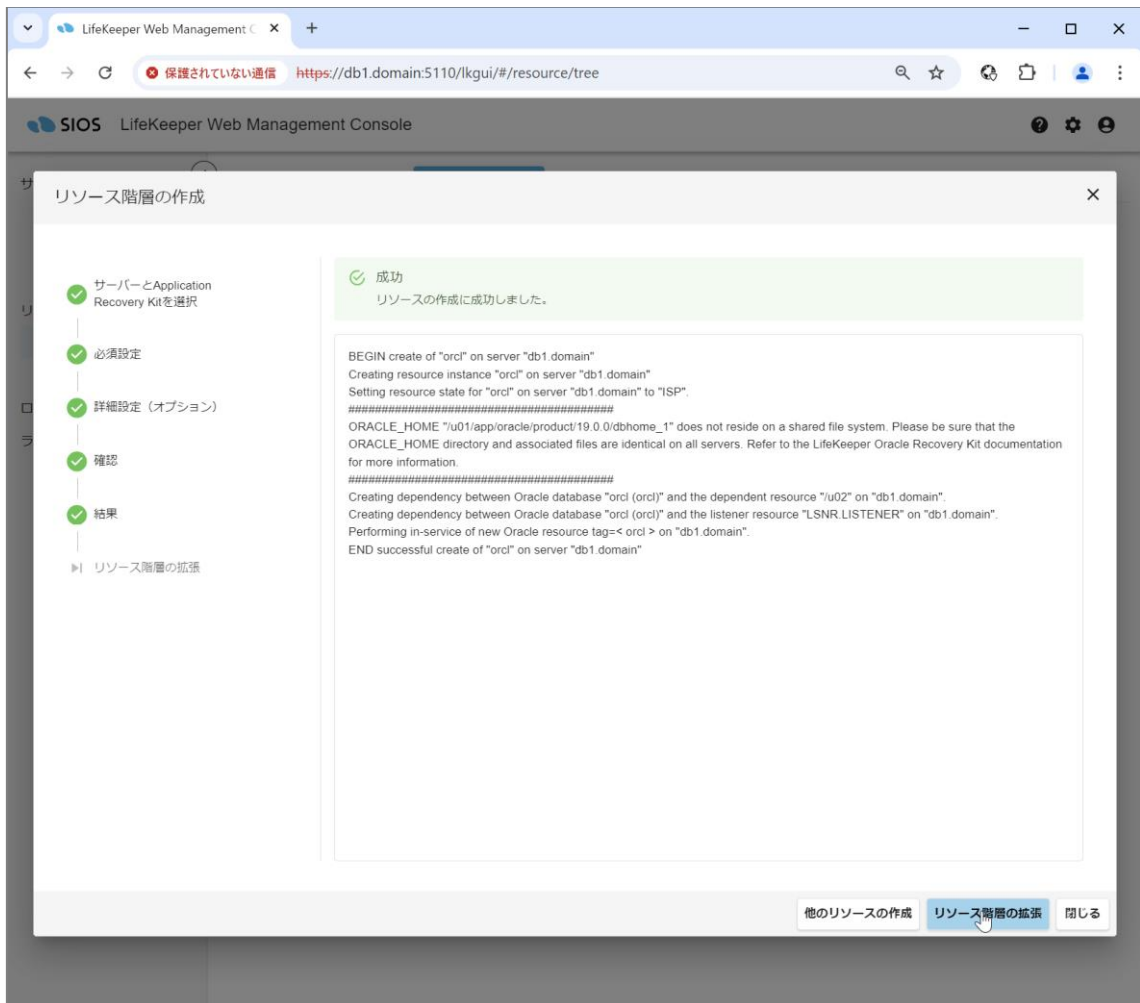 LifeKeeper Web Management C
保護されていない通信 https://db1.domain:5110/lkgui/#/resource/tree
SIOS LifeKeeper Web Management Console
サ
リソース階層の作成
リ
ロ
ラ
サーバーとApplication
Recovery Kitを選択
必須設定
詳細設定（オプション）
確認
結果
リソース階層の拡張
成功
リソースの作成に成功しました。
BEGIN create of "orcl" on server "db1.domain"
Creating resource instance "orcl" on server "db1.domain"
Setting resource state for "orcl" on server "db1.domain" to "ISP".
########################################
ORACLE_HOME "/u01/app/oracle/product/19.0.0/dbhome_1" does not reside on a shared file system. Please be sure that the
ORACLE_HOME directory and associated files are identical on all servers. Refer to the LifeKeeper Oracle Recovery Kit documentation
for more information.
########################################
Creating dependency between Oracle database "orcl (orcl)" and the dependent resource "/u02" on "db1.domain".
Creating dependency between Oracle database "orcl (orcl)" and the listener resource "LSNR.LISTENER" on "db1.domain".
Performing in-service of new Oracle resource tag=< orcl > on "db1.domain".
END successful create of "orcl" on server "db1.domain"
他のリソースの作成 リソース階層の拡張 閉じる